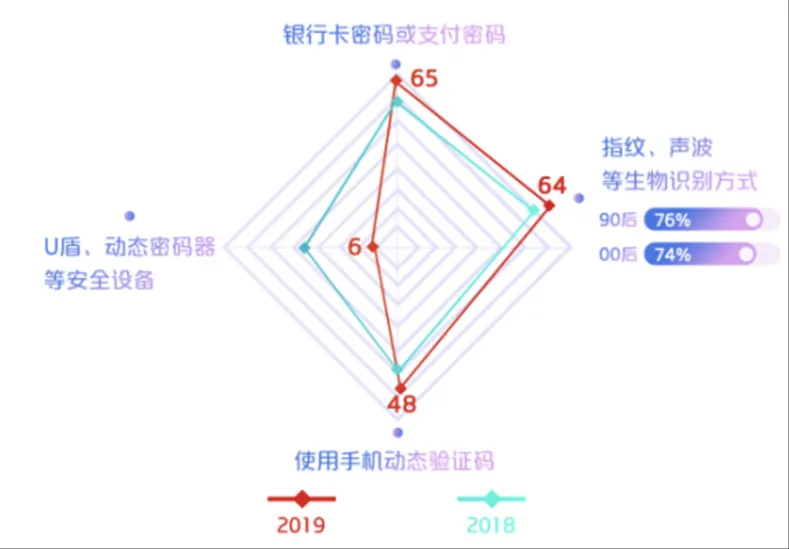 银行卡密码或支付密码
65
指纹、声波
等生物识别方式
64
90后 76%
00后 74%
U盾、动态密码器
等安全设备
6
48
使用手机动态验证码
2019 2018